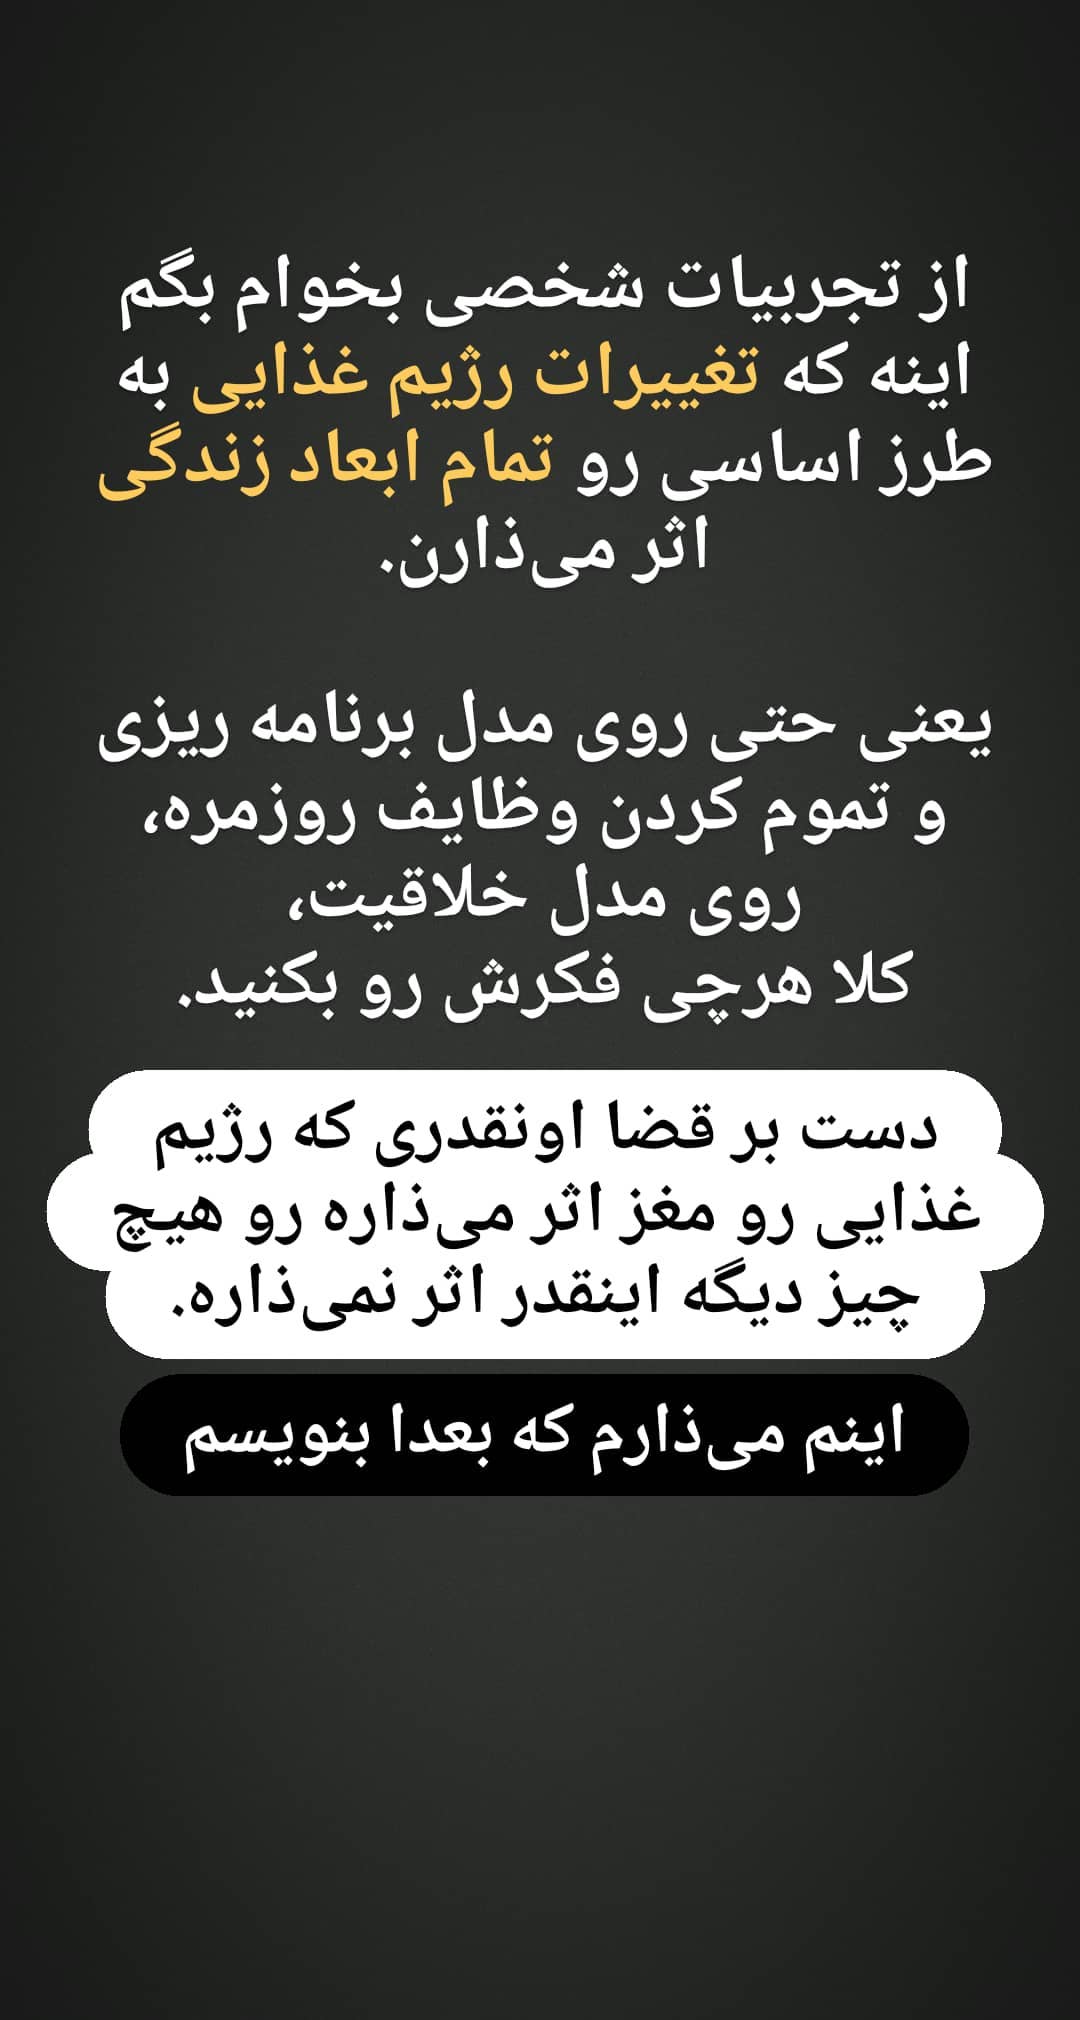 از تجربیات شخصی بخوام بگم
اینه که تغییرات رژیم غذایی به
طرز اساسی رو تمام ابعاد زندگی
اثر می‌ذارن.
یعنی حتی روی مدل برنامه ریزی
و تموم کردن وظایف روزمره،
روی مدل خلاقیت،
کلا هرچی فکرش رو بکنید.
دست بر قضا اونقدری که رژیم
غذایی رو مغز اثر می‌ذاره رو هیچ
چیز دیگه اینقدر اثر نمی‌ذاره.
اینم می‌ذارم که بعدا بنویسم